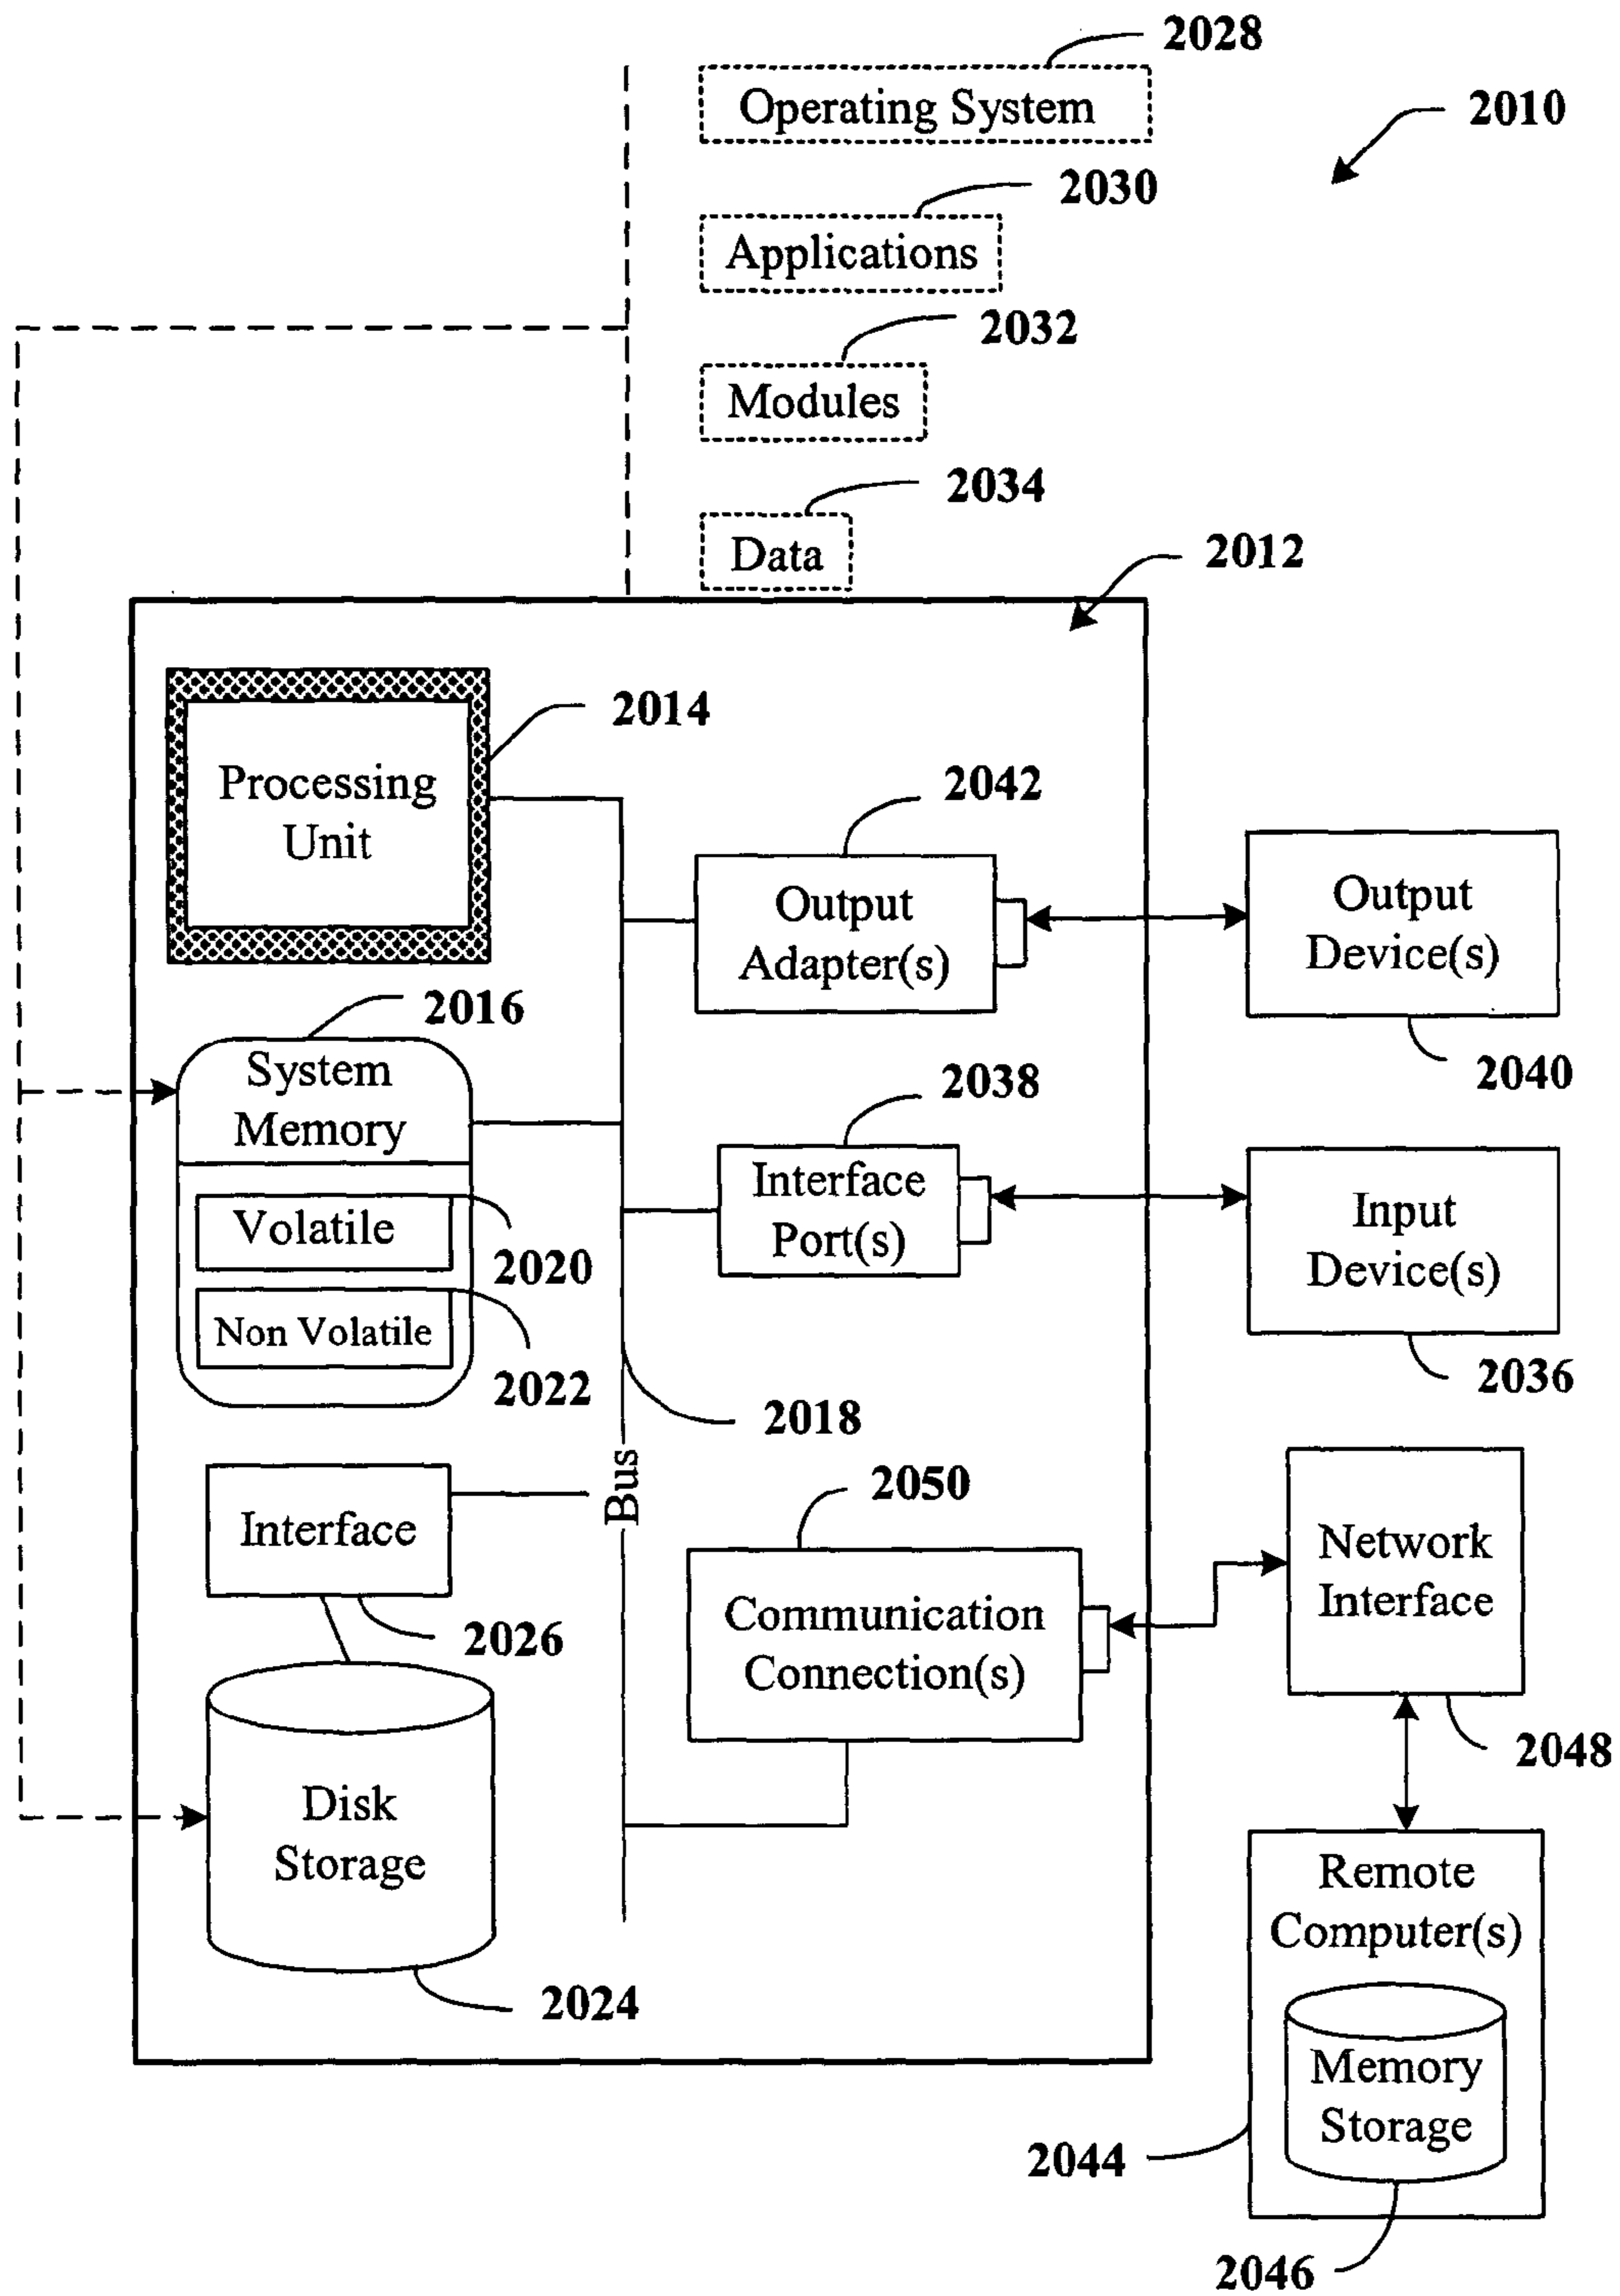 2028
Operating System
2010
2030
Applications
2032
Modules
2034
Data
2012
2014
Processing
Unit
2042
Output
Adapter(s)
Output
Device(s)
2040
2016
System
Memory
Volatile
2020
Non Volatile
2022
2038
Interface
Port(s)
Input
Device(s)
2036
2018
Bus
Interface
2026
2050
Communication
Connection(s)
Network
Interface
2048
Disk
Storage
2024
Remote
Computer(s)
Memory
Storage
2044
2046